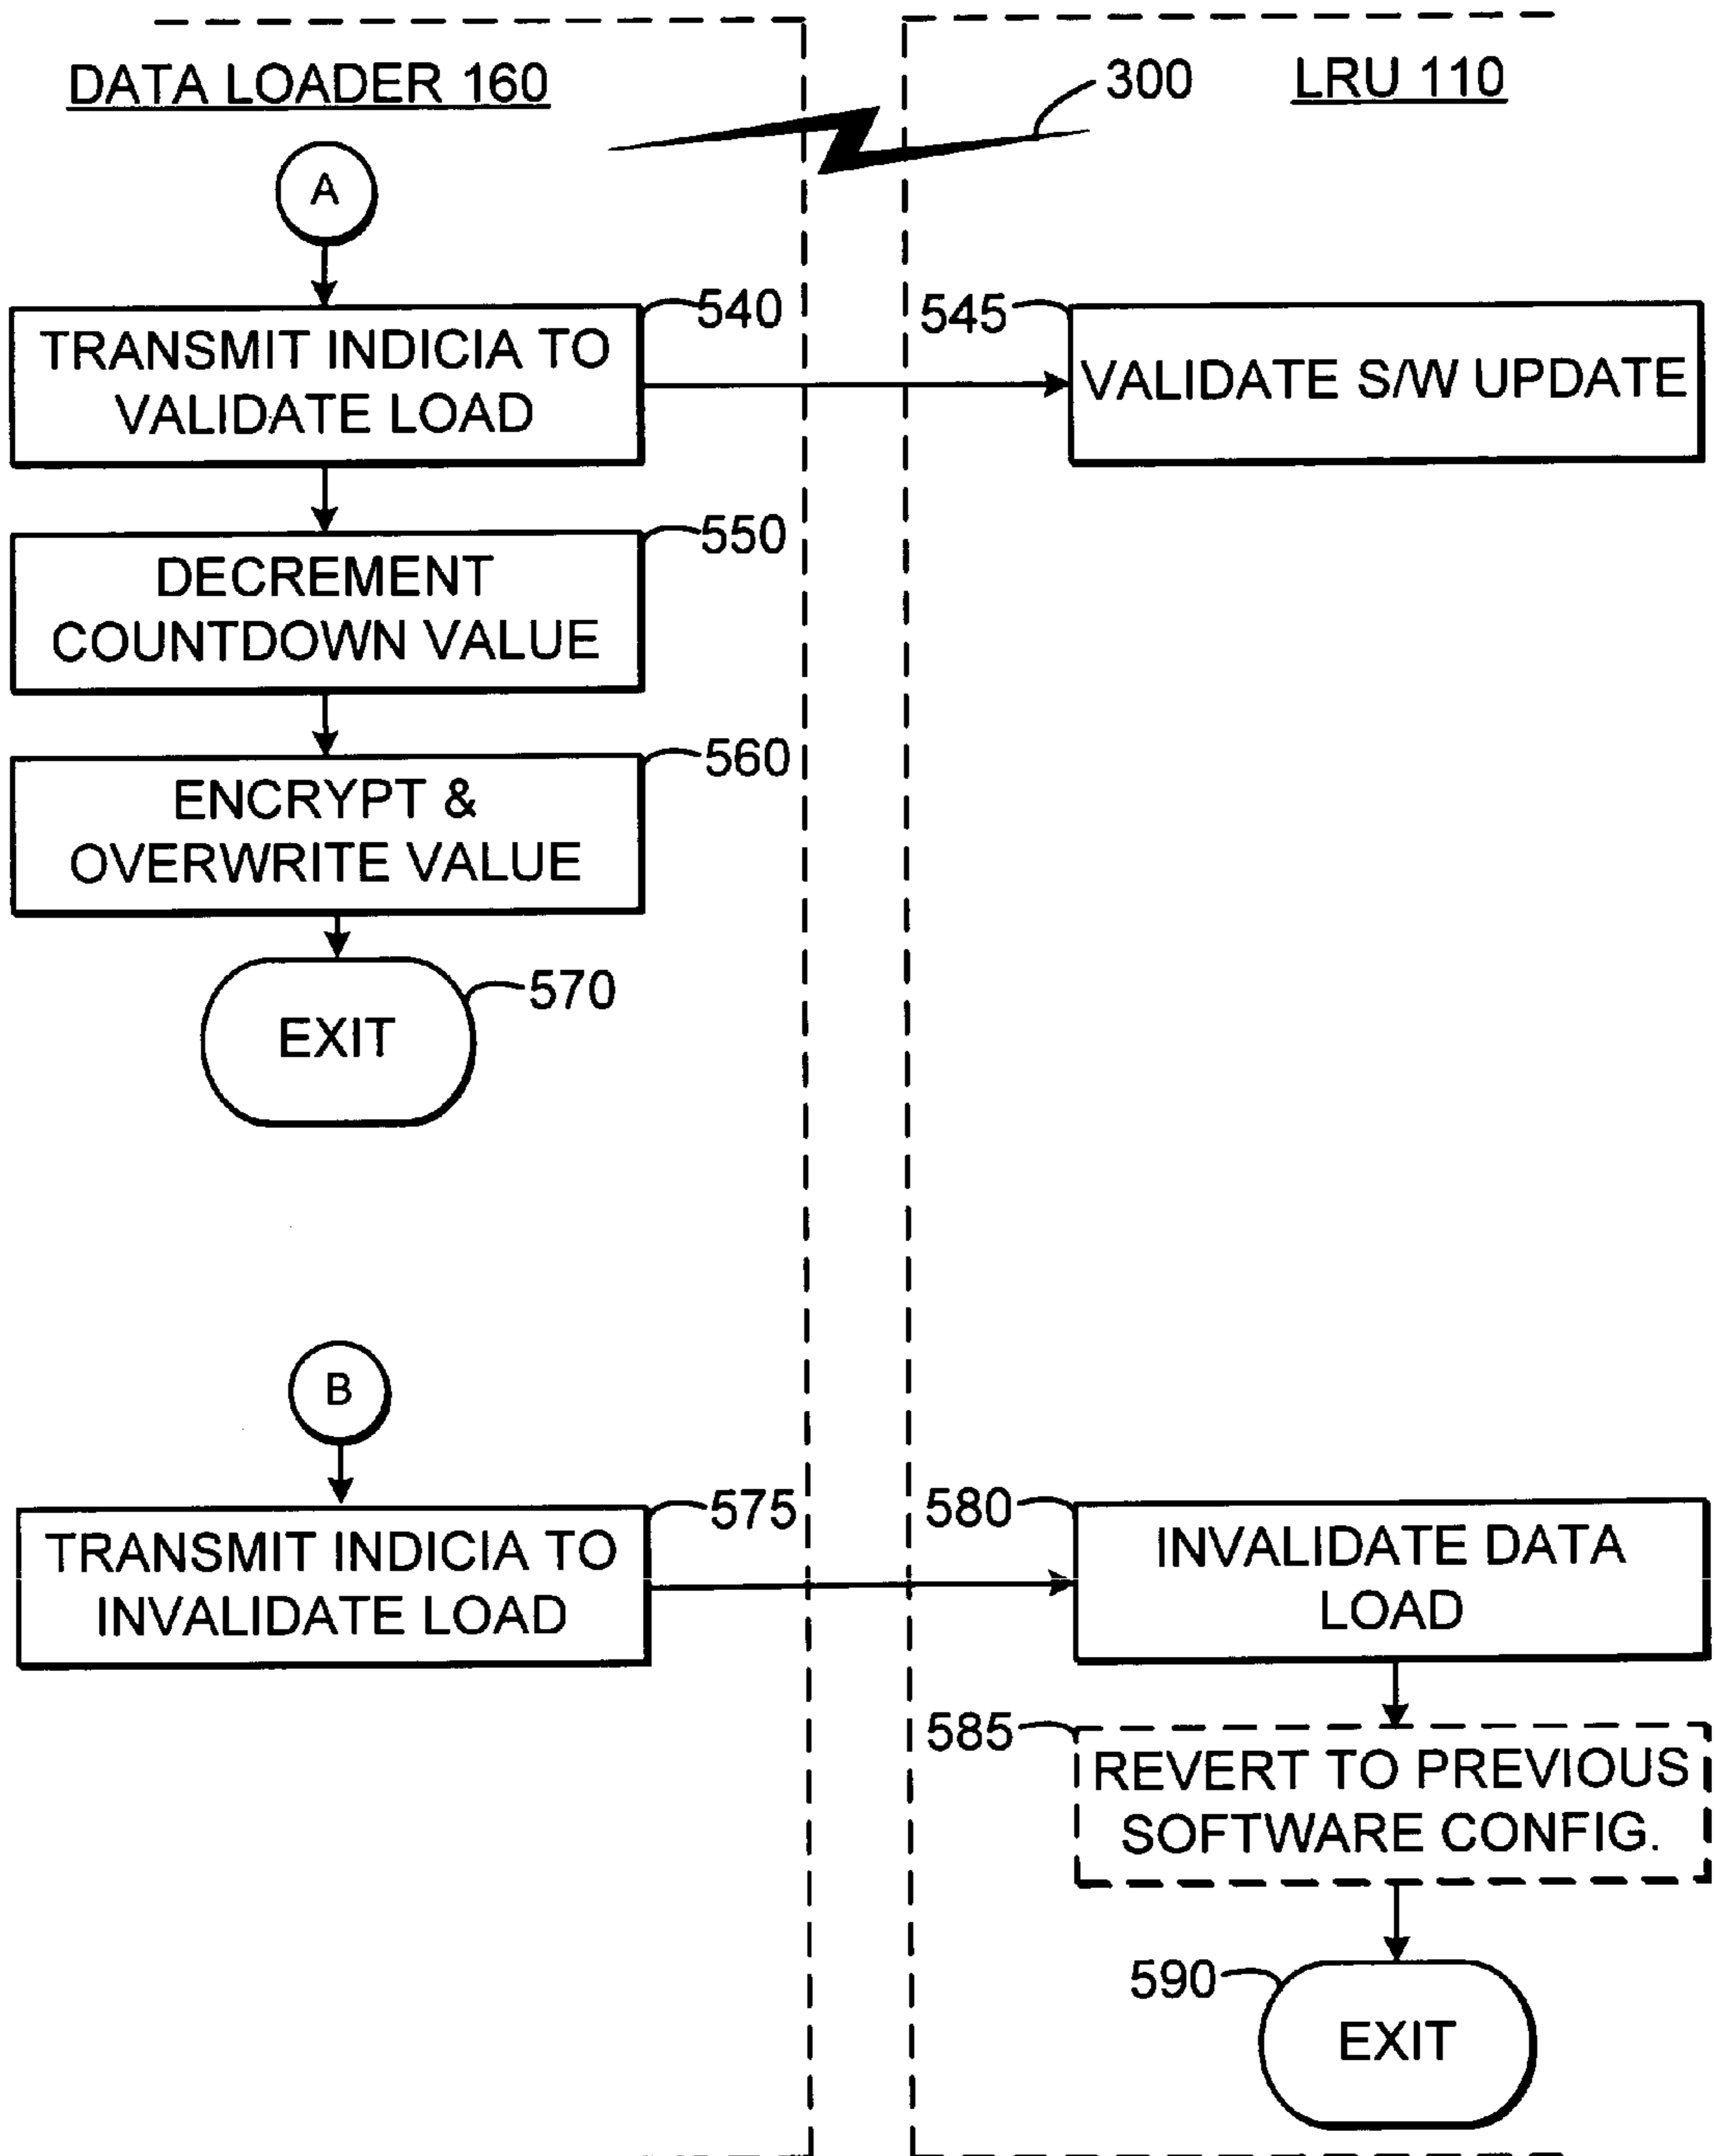 DATA LOADER 160
300
LRU 110
A
540
TRANSMIT INDICIA TO
VALIDATE LOAD
545
VALIDATE S/W UPDATE
550
DECREMENT
COUNTDOWN VALUE
560
ENCRYPT &
OVERWRITE VALUE
570
EXIT
B
575
TRANSMIT INDICIA TO
INVALIDATE LOAD
580
INVALIDATE DATA
LOAD
585
REVERT TO PREVIOUS
SOFTWARE CONFIG.
590
EXIT